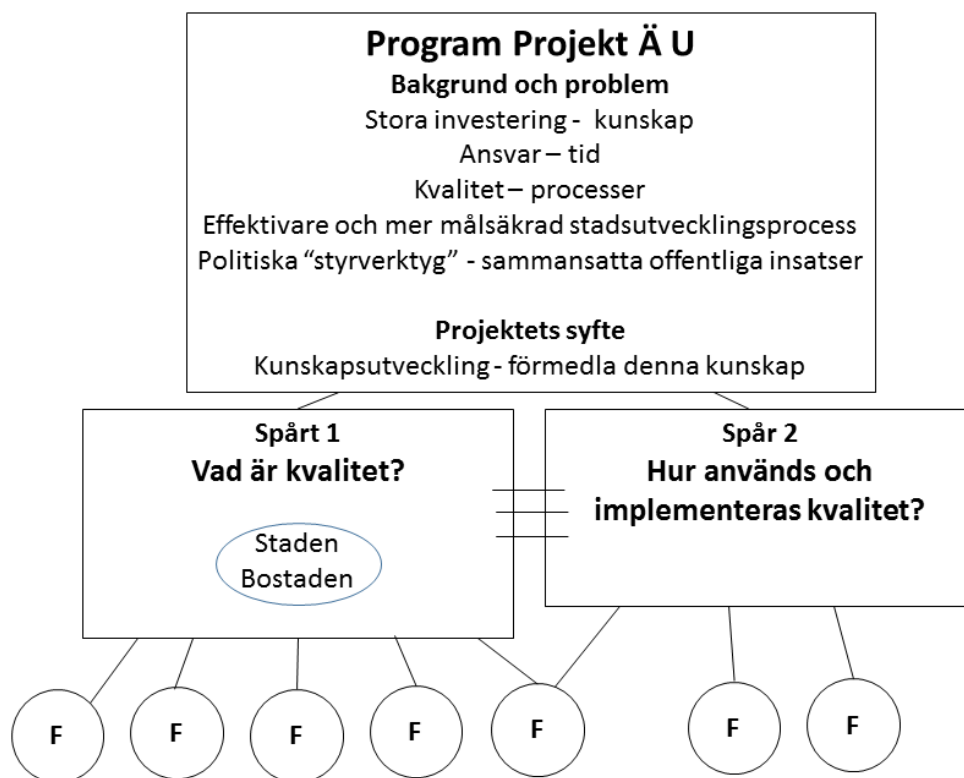 Program Projekt Ä U
Bakgrund och problem
Stora investering - kunskap
Ansvar – tid
Kvalitet – processer
Effektivare och mer målsäkrad stadsutvecklingsprocess
Politiska “styrverktyg” - sammansatta offentliga insatser
Projektets syfte
Kunskapsutveckling - förmedla denna kunskap
Spårt 1
Vad är kvalitet?
Staden
Bostaden
Spår 2
Hur används och
implementeras kvalitet?
F
F
F
F
F
F
F